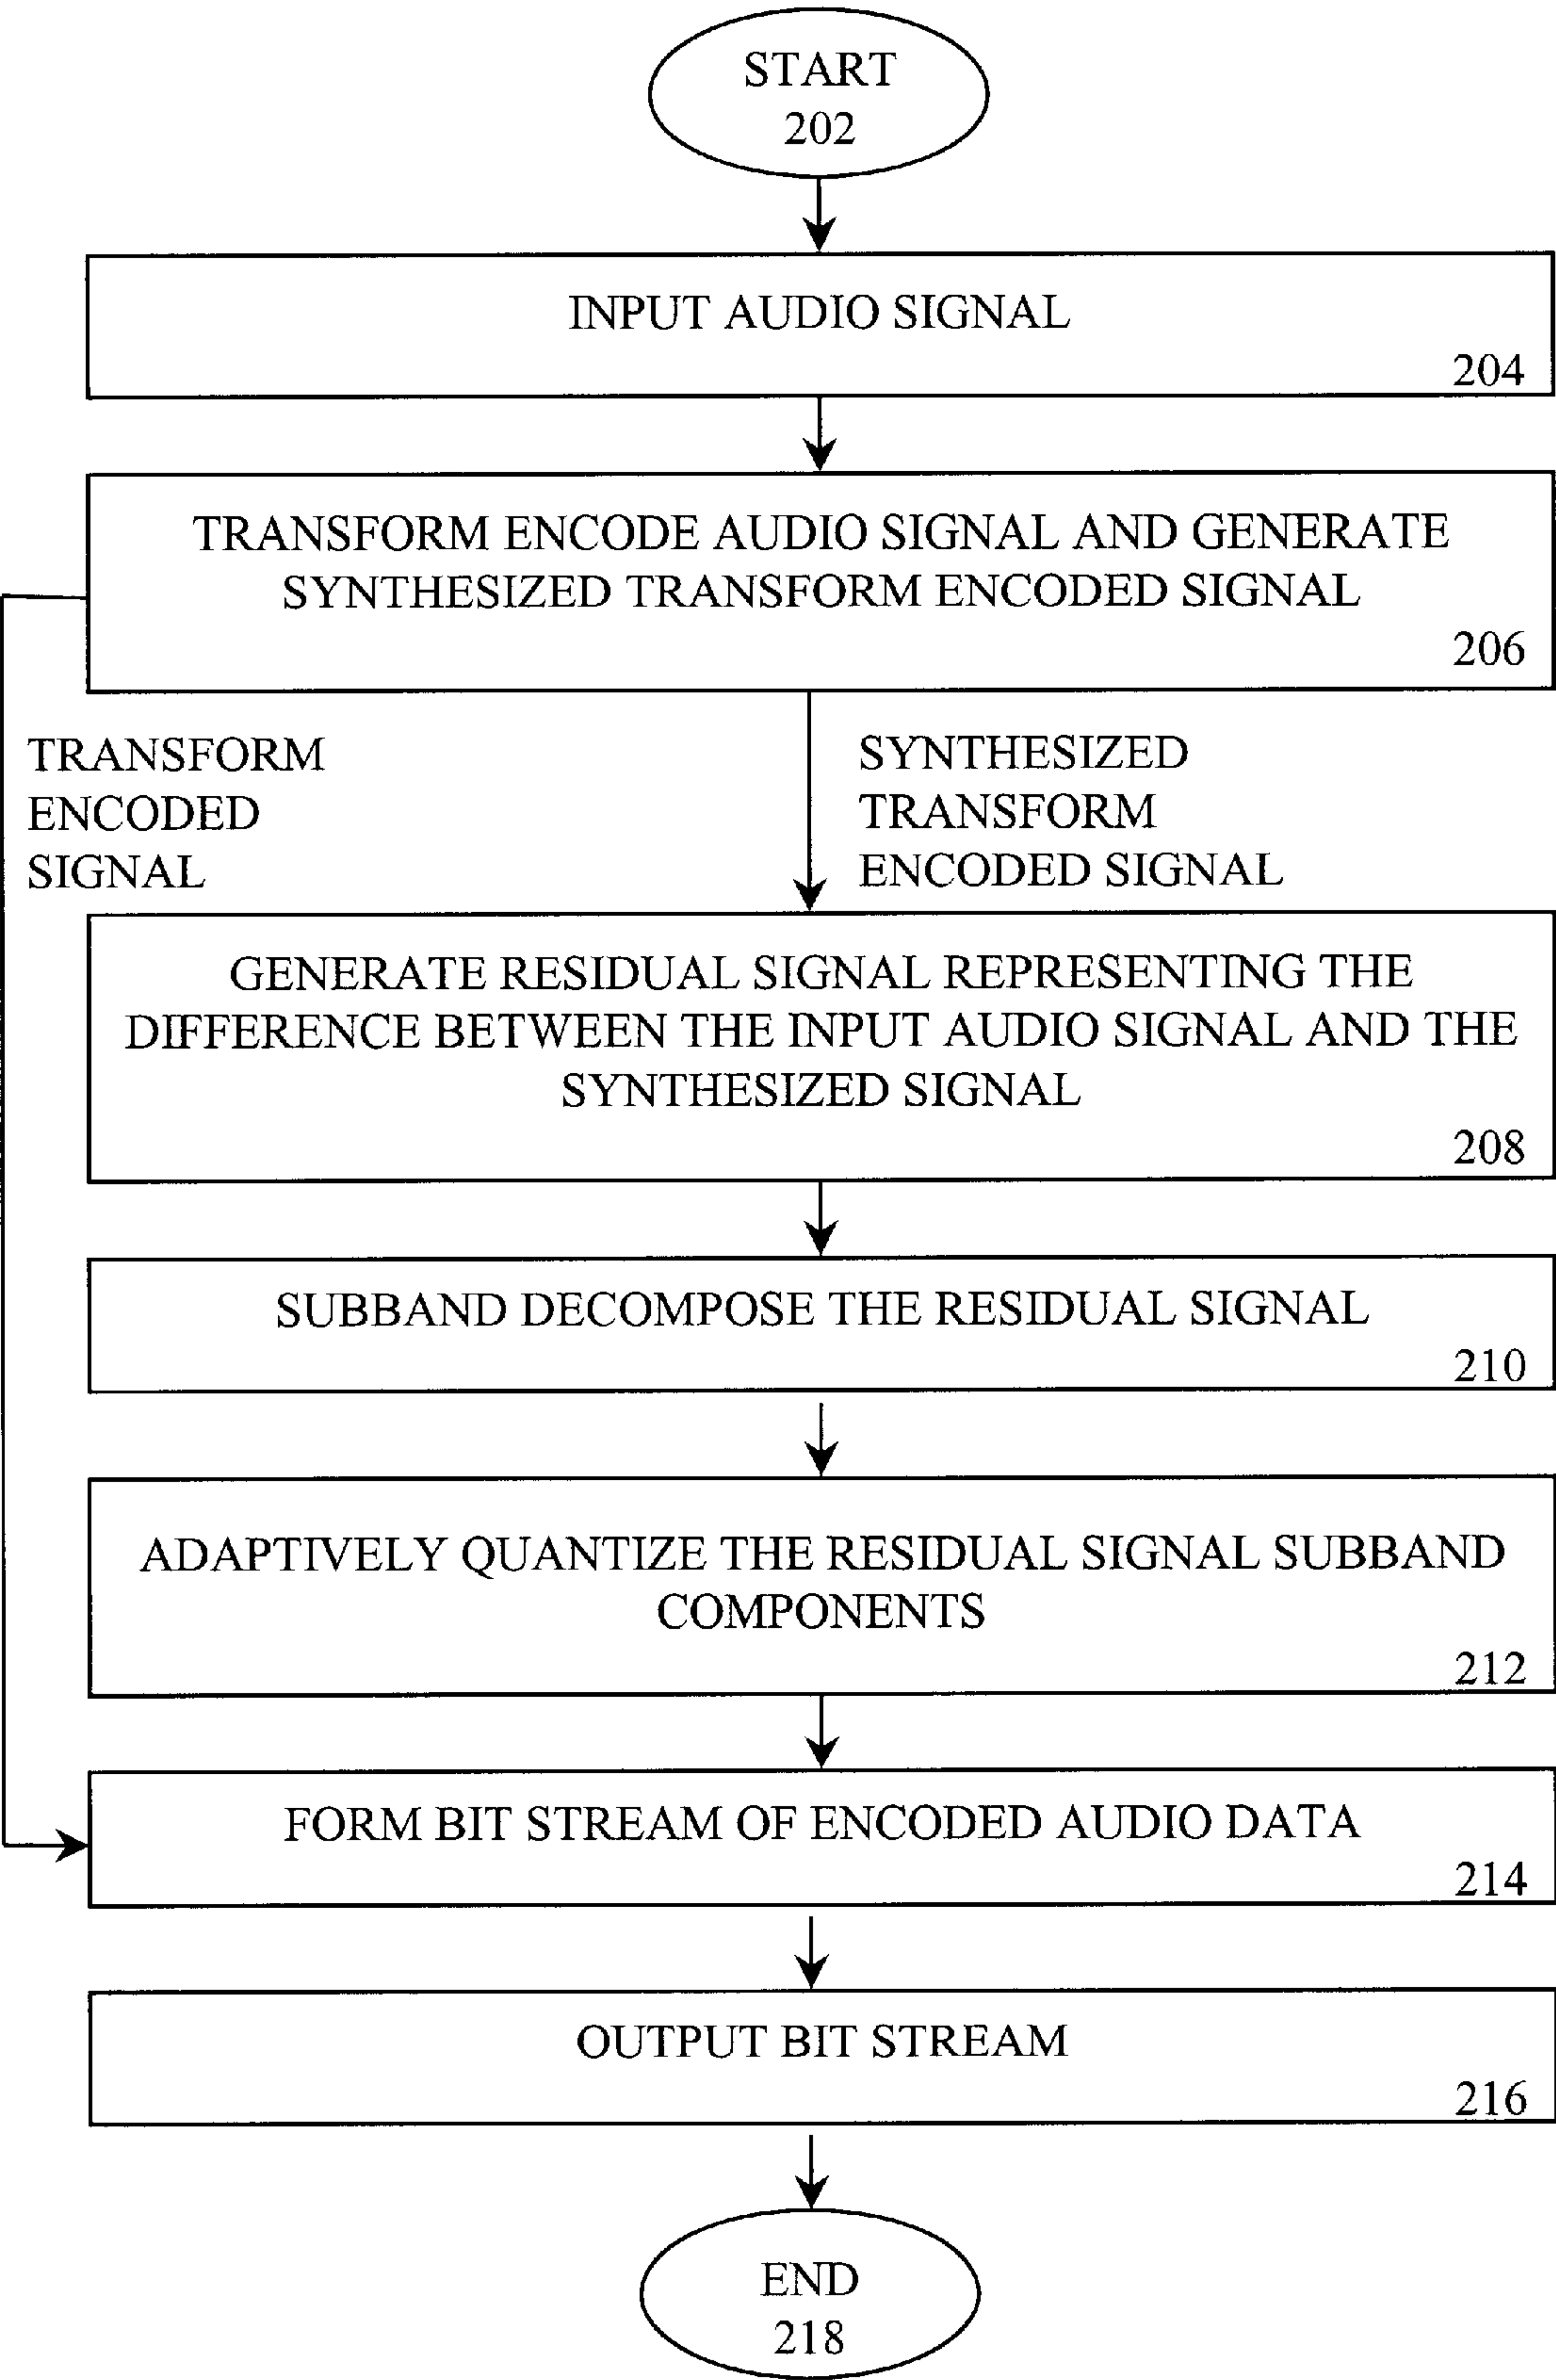 START
202
INPUT AUDIO SIGNAL
204
TRANSFORM ENCODE AUDIO SIGNAL AND GENERATE
SYNTHESIZED TRANSFORM ENCODED SIGNAL
206
TRANSFORM
ENCODED
SIGNAL
SYNTHESIZED
TRANSFORM
ENCODED SIGNAL
GENERATE RESIDUAL SIGNAL REPRESENTING THE
DIFFERENCE BETWEEN THE INPUT AUDIO SIGNAL AND THE
SYNTHESIZED SIGNAL
208
SUBBAND DECOMPOSE THE RESIDUAL SIGNAL
210
ADAPTIVELY QUANTIZE THE RESIDUAL SIGNAL SUBBAND
COMPONENTS
212
FORM BIT STREAM OF ENCODED AUDIO DATA
214
OUTPUT BIT STREAM
216
END
218